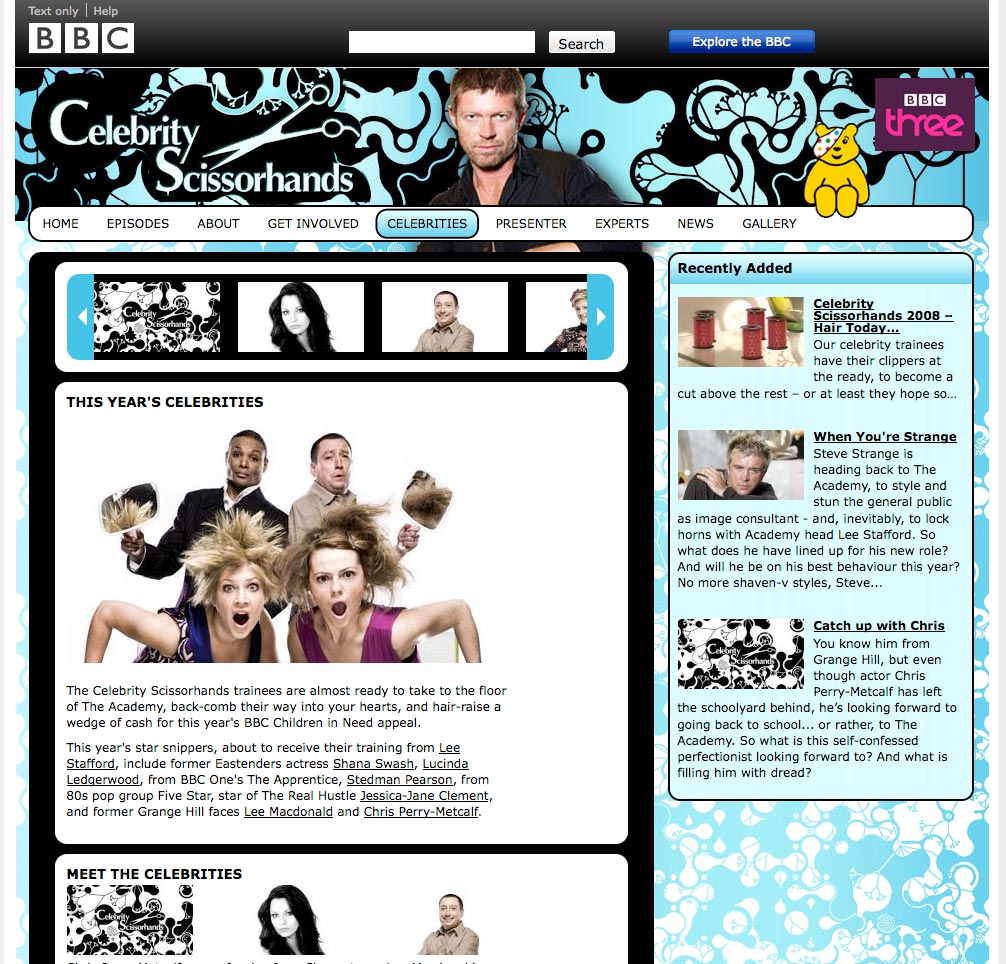 Text only Help
BBC
Search
Explore the BBC
Celebrity
Scissorhands
BBC
three
HOME EPISODES ABOUT GET INVOLVED CELEBRITIES PRESENTER EXPERTS NEWS GALLERY
Celebrity
Scissorhands
THIS YEAR'S CELEBRITIES
The Celebrity Scissorhands trainees are almost ready to take to the floor
of The Academy, back-comb their way into your hearts, and hair-raise a
wedge of cash for this year's BBC Children in Need appeal.
This year's star snippers, about to receive their training from Lee
Stafford, include former Eastenders actress Shana Swash, Lucinda
Ledgerwood, from BBC One's The Apprentice, Stedman Pearson, from
80s pop group Five Star, star of The Real Hustle Jessica-Jane Clement,
and former Grange Hill faces Lee Macdonald and Chris Perry-Metcalf.
MEET THE CELEBRITIES
Celebrity
Scissorhands
Recently Added
Celebrity
Scissorhands 2008 –
Hair Today...
Our celebrity trainees
have their clippers at
the ready, to become a
cut above the rest – or at least they hope so...
When You're Strange
Steve Strange is
heading back to The
Academy, to style and
stun the general public
as image consultant - and, inevitably, to lock
horns with Academy head Lee Stafford. So
what does he have lined up for his new role?
And will he be on his best behaviour this year?
No more shaven-v styles, Steve...
Celebrity
Scissorhands
Catch up with Chris
You know him from
Grange Hill, but even
though actor Chris
Perry-Metcalf has left
the schoolyard behind, he's looking forward to
going back to school... or rather, to The
Academy. So what is this self-confessed
perfectionist looking forward to? And what is
filling him with dread?